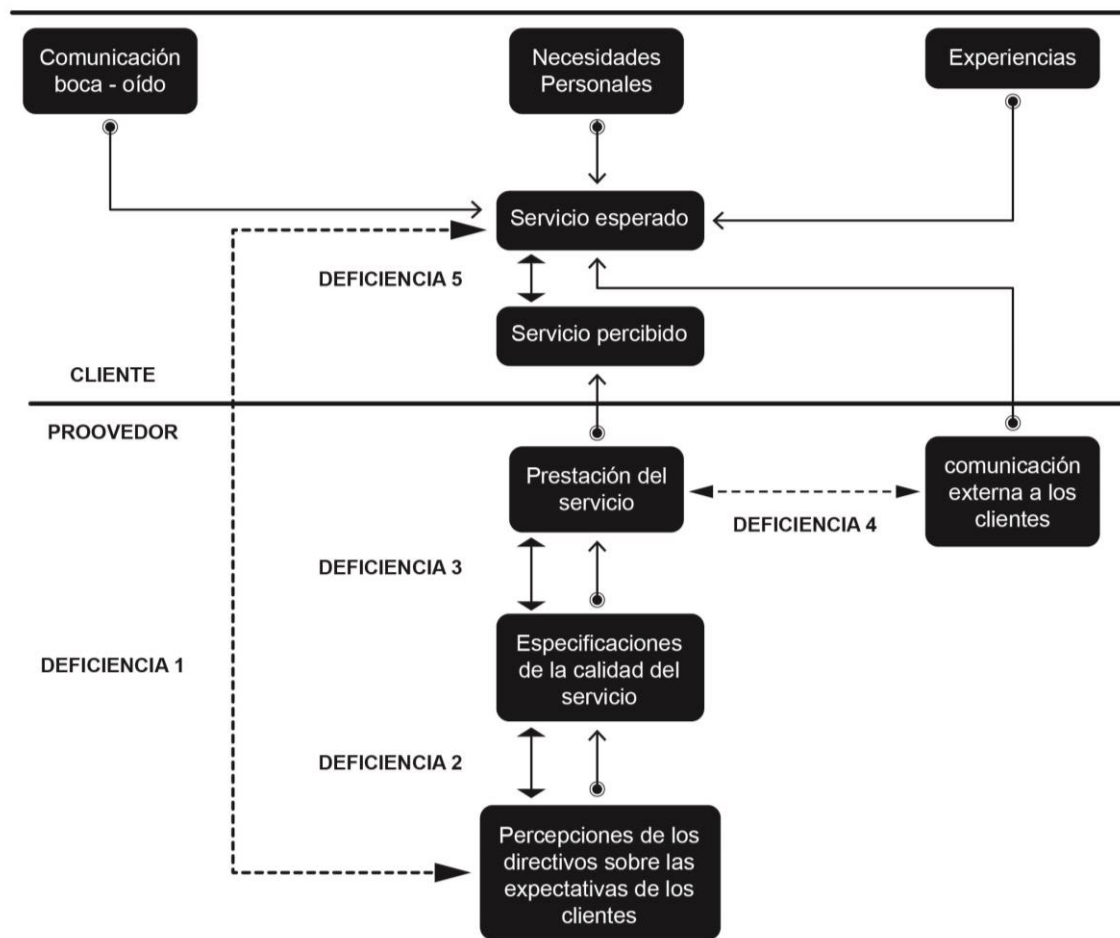 Comunicación
boca - oído
Necesidades
Personales
Experiencias
Servicio esperado
DEFICIENCIA 5
Servicio percibido
CLIENTE
PROOVEDOR
Prestación del
servicio
comunicación
externa a los
clientes
DEFICIENCIA 4
DEFICIENCIA 3
Especificaciones
de la calidad del
servicio
DEFICIENCIA 1
DEFICIENCIA 2
Percepciones de los
directivos sobre las
expectativas de los
clientes